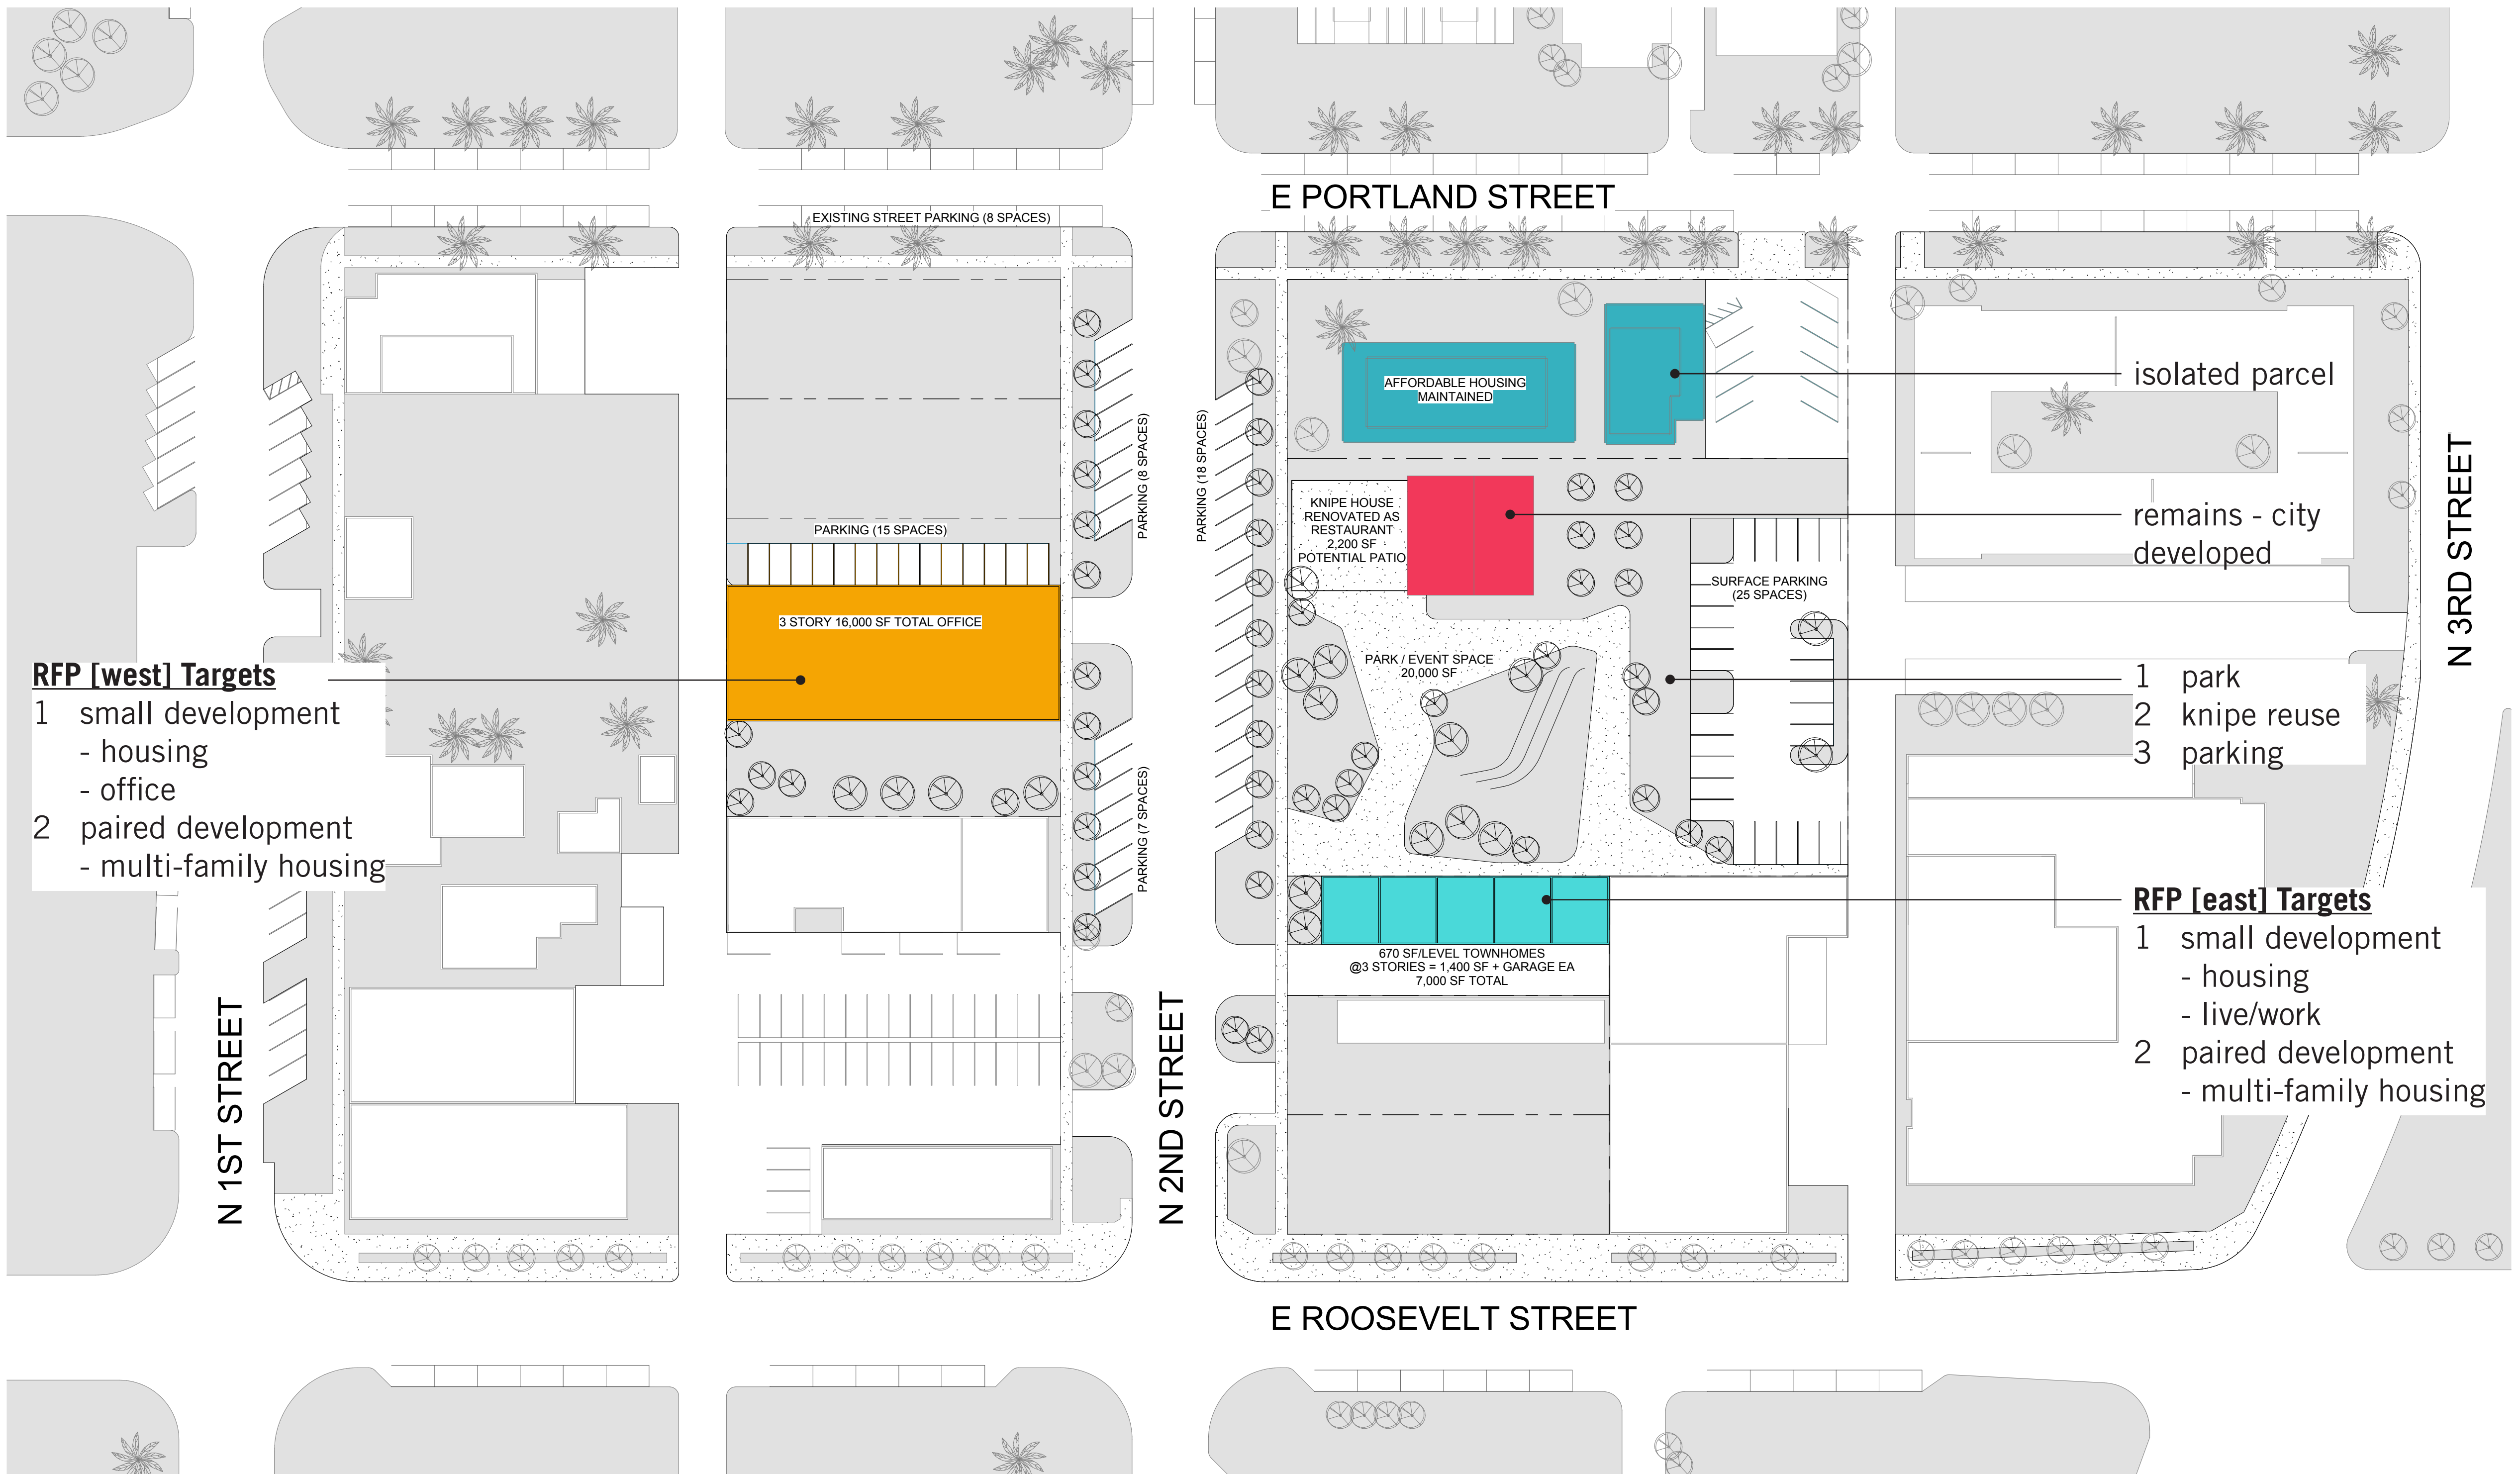 E PORTLAND STREET
EXISTING STREET PARKING (8 SPACES)
AFFORDABLE HOUSING
MAINTAINED
isolated parcel
PARKING (8 SPACES)
PARKING (18 SPACES)
KNIPE HOUSE
RENOVATED AS
RESTAURANT
2,200 SF
POTENTIAL PATIO
remains - city
developed
N 3RD STREET
PARKING (15 SPACES)
SURFACE PARKING
(25 SPACES)
3 STORY 16,000 SF TOTAL OFFICE
PARK / EVENT SPACE
20,000 SF
RFP [west] Targets
1 small development
- housing
- office
2 paired development
- multi-family housing
1 park
2 knipe reuse
3 parking
PARKING (7 SPACES)
RFP [east] Targets
1 small development
- housing
- live/work
2 paired development
- multi-family housing
670 SF/LEVEL TOWNHOMES
@3 STORIES = 1,400 SF + GARAGE EA
7,000 SF TOTAL
N 1ST STREET
N 2ND STREET
E ROOSEVELT STREET